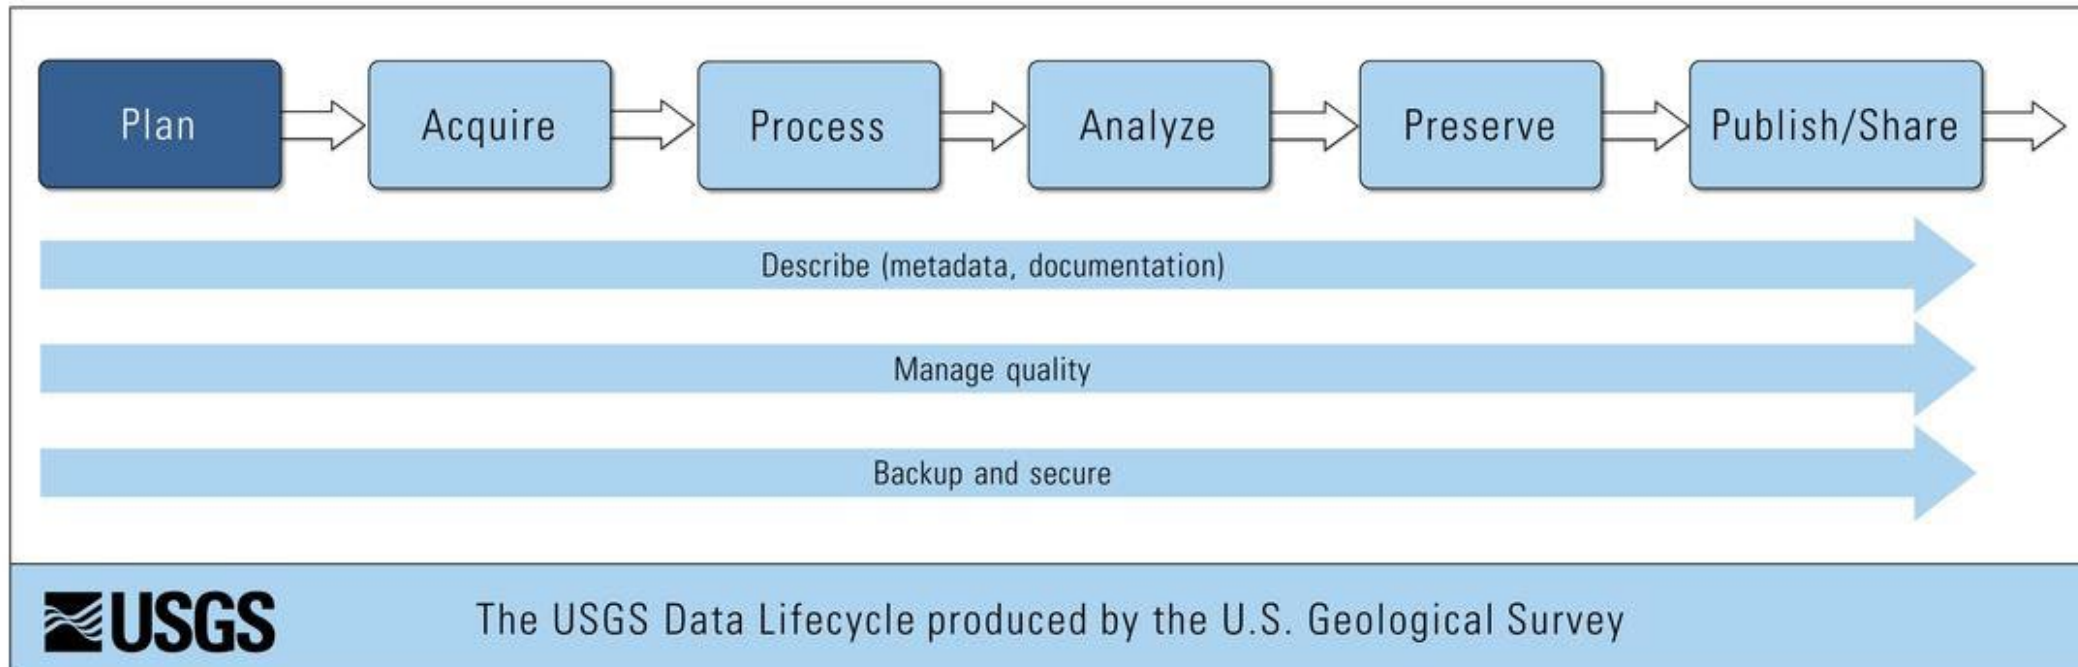 Plan
Acquire
Process
Analyze
Preserve
Publish/Share
Describe (metadata, documentation)
Manage quality
Backup and secure
USGS
The USGS Data Lifecycle produced by the U.S. Geological Survey